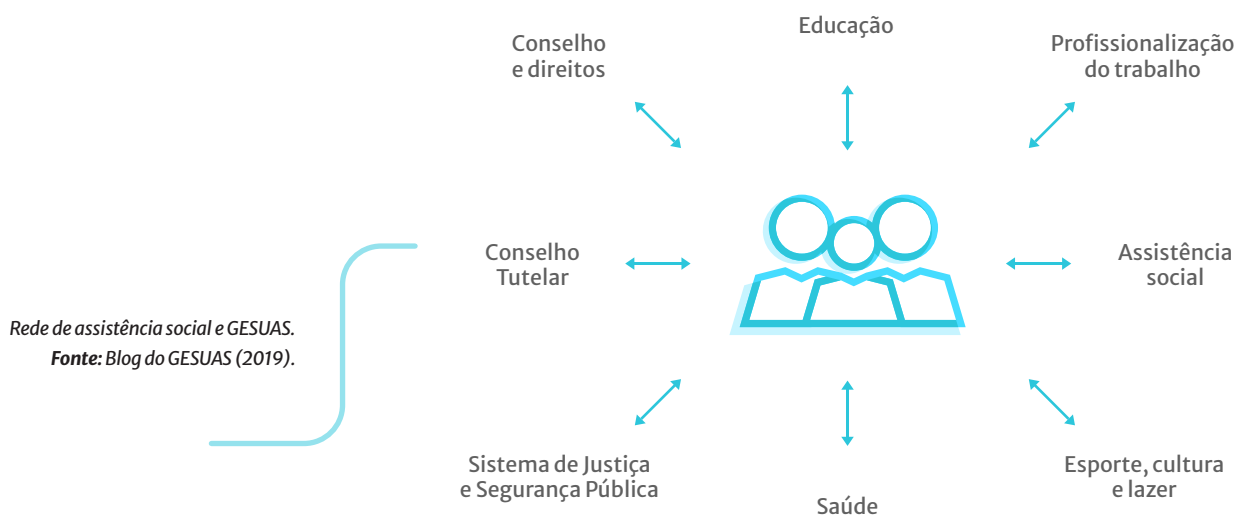 Educação
Conselho
e direitos
Profissionalização
do trabalho
Conselho
Tutelar
Assistência
social
Rede de assistência social e GESUAS.
Fonte: Blog do GESUAS (2019).
Sistema de Justiça
e Segurança Pública
Saúde
Esporte, cultura
e lazer